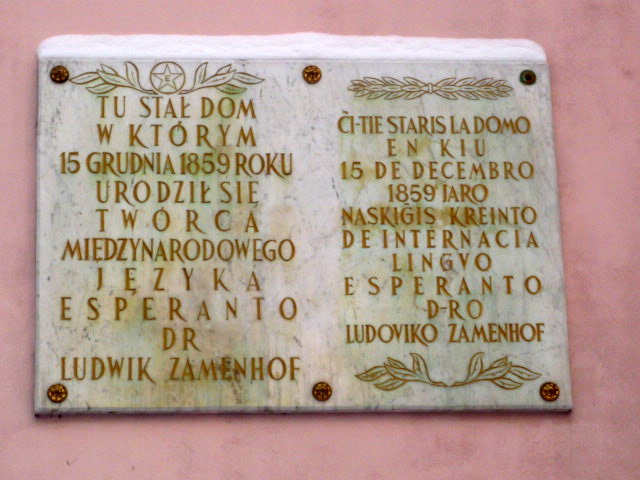 TU STAŁ DOM
W KTÓRYM
15 GRUDNIA 1859 ROKU
URODZIŁ SIĘ
TWÓRCA
MIĘDZYNARODOWEGO
JĘZYKA
ESPERANTO
DR
LUDWIK ZAMENHOF
ĈI-TIE STARIS LA DOMO
EN KIU
15 DE DECEMBRO
1859 JARO
NASKIĜIS KREINTO
DE INTERNACIA
LINGVO
ESPERANTO
D-RO
LUDOVIKO ZAMENHOF